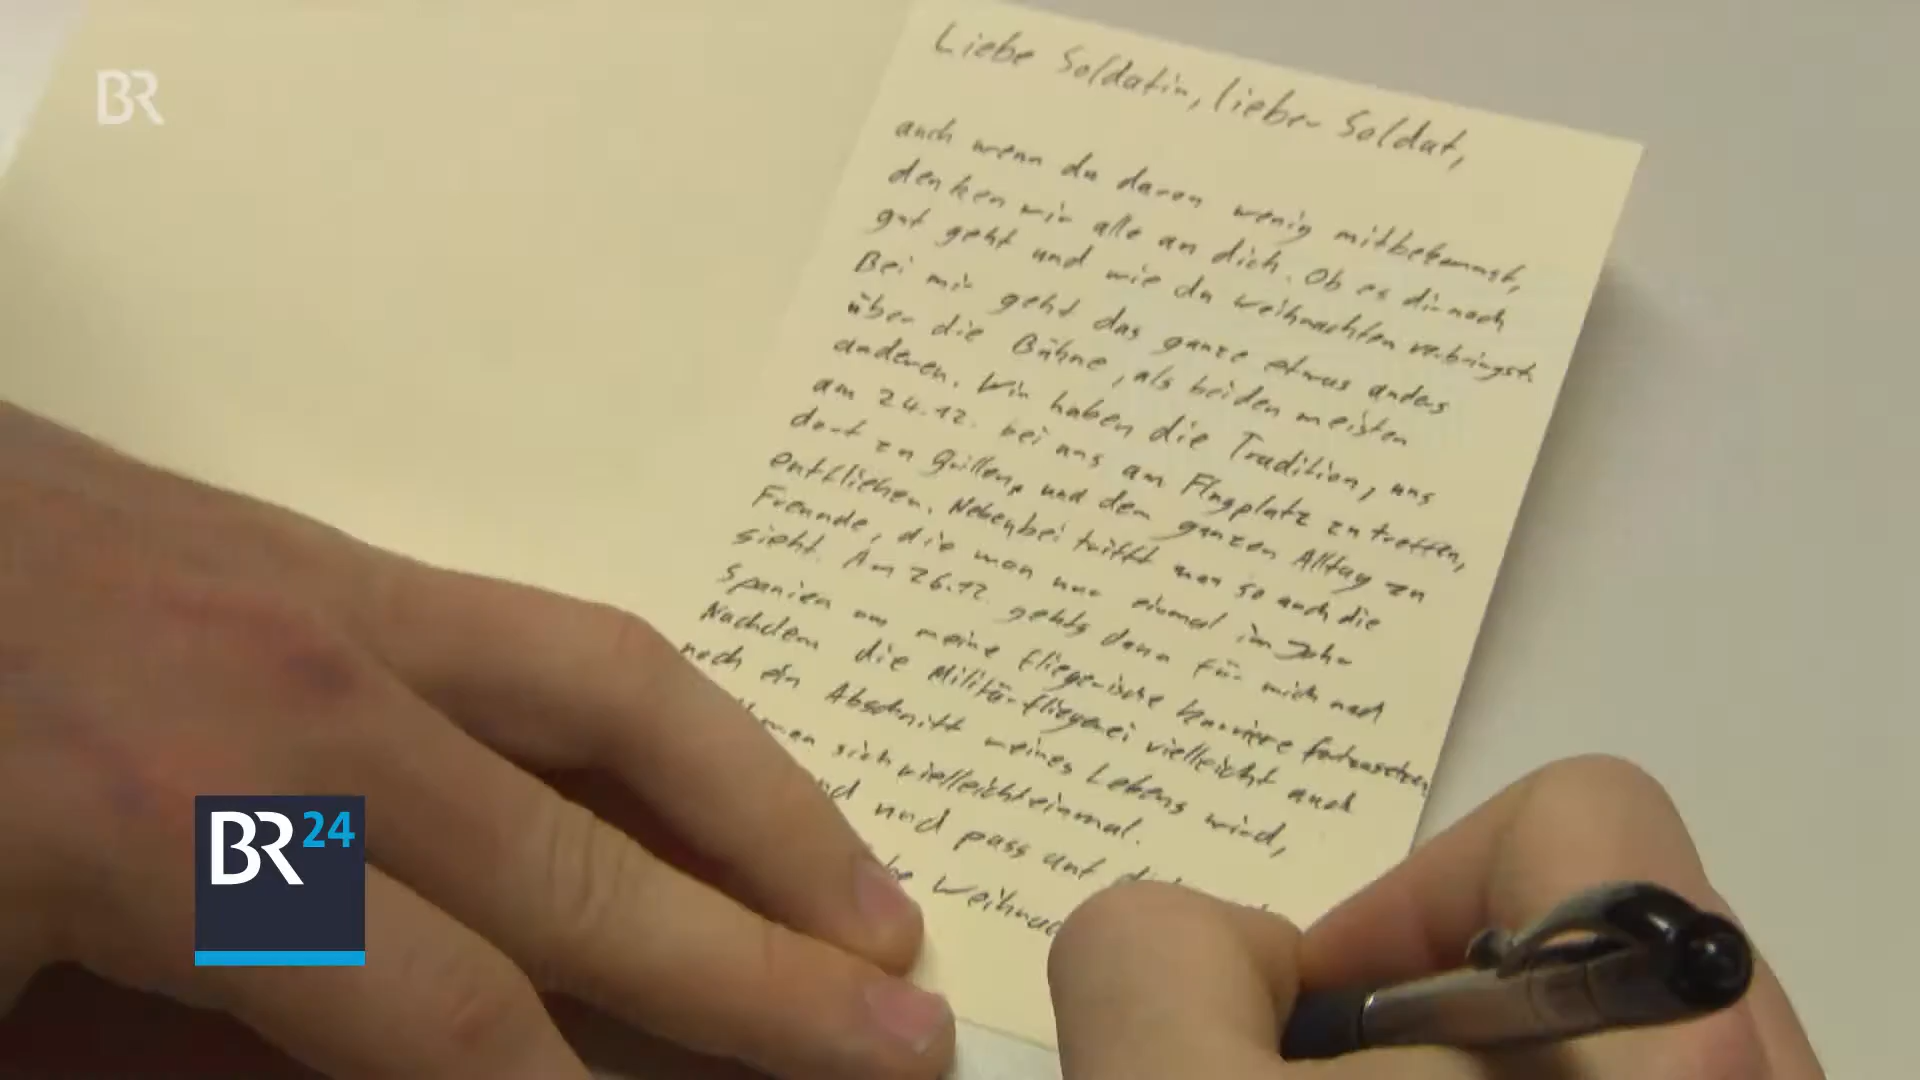 BR
Liebe Soldatin, lieber Soldat,
auch wenn du davon wenig mitbekommst,
denken wir alle an dich. Ob es dir noch
gut geht und wie du weihnachten verbringst.
Bei mir geht das ganze etwas anders
über die Bühne, als bei den meisten
anderen. Wir haben die Tradition, uns
am 24.12. bei uns am Flugplatz zu treffen,
dort zu Grillen, und dem ganzen Alltag zu
entfliehen. Nebenbei trifft man so auch die
Freunde, die man nur einmal im Jahr
sieht. Am 26.12. gehts dann für mich nach
Spanien um meine fliegerische Karriere fortzusetzen
Nachdem die Militärfliegerei vielleicht auch
noch ein Abschnitt meines Lebens wird,
man sich vielleicht einmal.
und pass auf
Weihnac
BR24